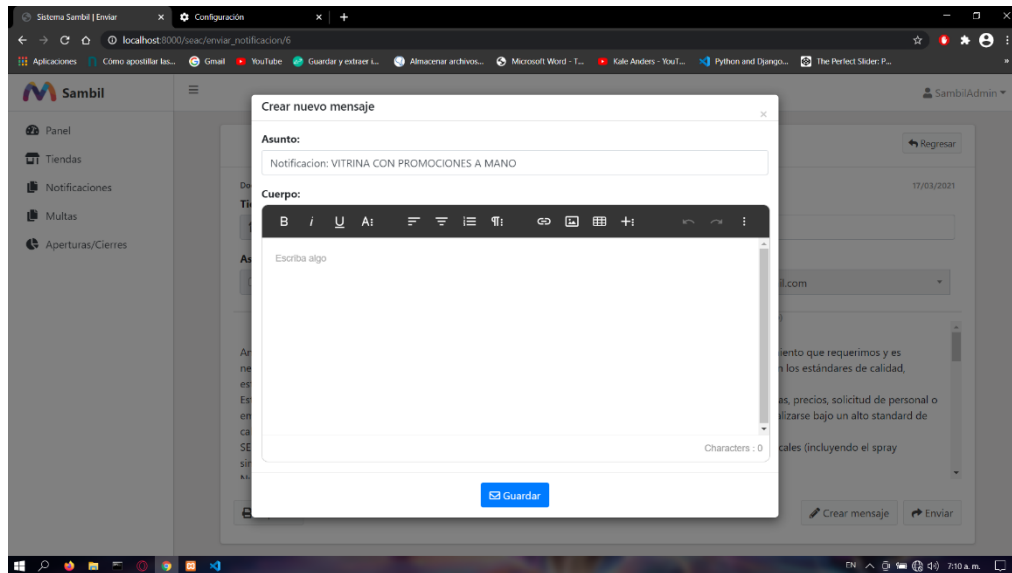 Sistema Sambil | Enviar
Configuración
localhost:8000/seac/enviar_notificacion/6
Aplicaciones Cómo apostillar las... Gmail YouTube Guardar y extraer i... Almacenar archivos... Microsoft Word - T... Kale Anders - YouT... Python and Django... The Perfect Slider: P...
Sambil
SambilAdmin
Panel
Tiendas
Notificaciones
Multas
Aperturas/Cierres
Regresar
17/03/2021
Crear nuevo mensaje
Asunto:
Notificacion: VITRINA CON PROMOCIONES A MANO
Cuerpo:
B i U A
Escriba algo
Characters : 0
Guardar
il.com
iento que requerimos y es
n los estándares de calidad,
as, precios, solicitud de personal o
alizarse bajo un alto standard de
cales (incluyendo el spray
Crear mensaje
Enviar
EN
7:10 a. m.